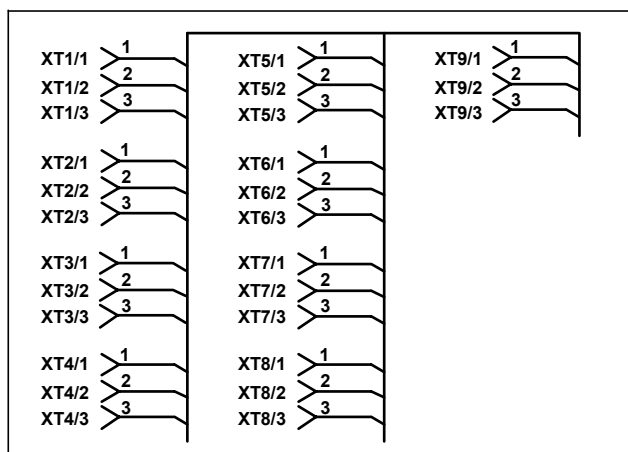 XT1/1 1
XT1/2 2
XT1/3 3
XT2/1 1
XT2/2 2
XT2/3 3
XT3/1 1
XT3/2 2
XT3/3 3
XT4/1 1
XT4/2 2
XT4/3 3
XT5/1 1
XT5/2 2
XT5/3 3
XT6/1 1
XT6/2 2
XT6/3 3
XT7/1 1
XT7/2 2
XT7/3 3
XT8/1 1
XT8/2 2
XT8/3 3
XT9/1 1
XT9/2 2
XT9/3 3